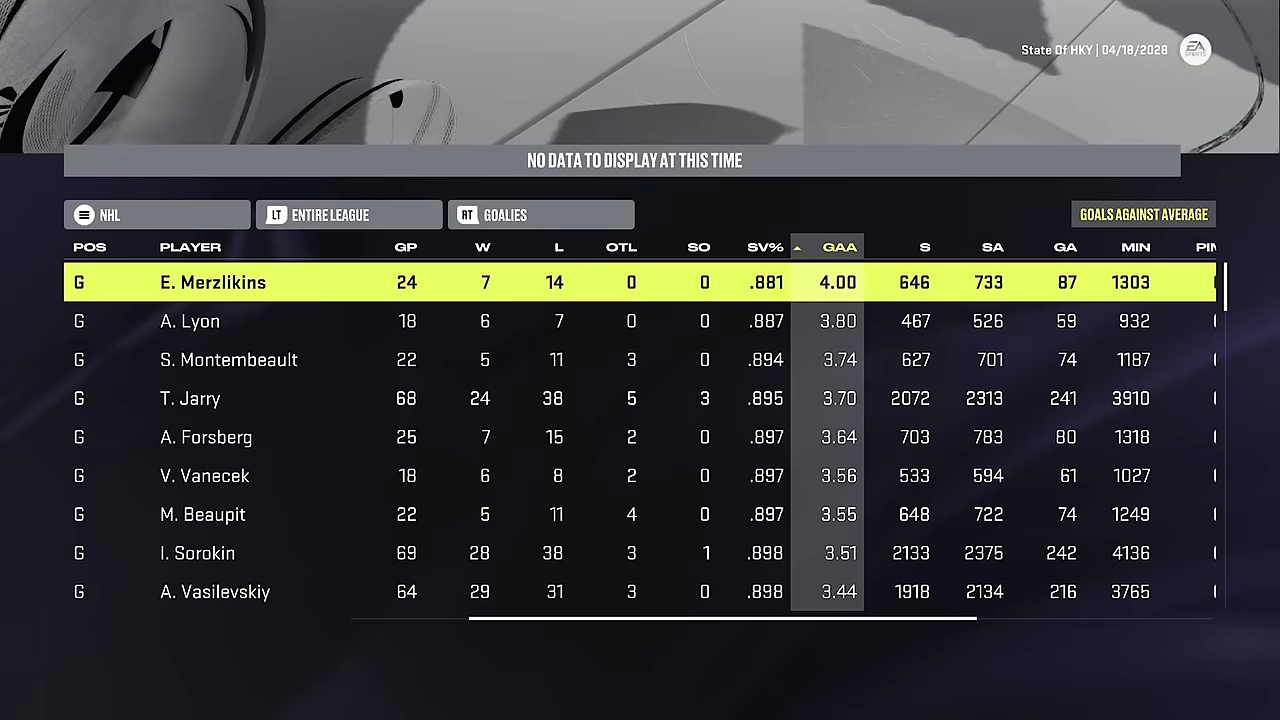 State Of HKY | 04/18/2028
EA SPORTS
NO DATA TO DISPLAY AT THIS TIME
NHL LT ENTIRE LEAGUE RT GOALIES GOALS AGAINST AVERAGE
POS PLAYER GP W L OTL SO SV% GAA S SA GA MIN
G E. Merzlikins 24 7 14 0 0 .881 4.00 646 733 87 1303
G A. Lyon 18 6 7 0 0 .887 3.80 467 526 59 932
G S. Montembeault 22 5 11 3 0 .894 3.74 627 701 74 1187
G T. Jarry 68 24 38 5 3 .895 3.70 2072 2313 241 3910
G A. Forsberg 25 7 15 2 0 .897 3.64 703 783 80 1318
G V. Vanecek 18 6 8 2 0 .897 3.56 533 594 61 1027
G M. Beaupit 22 5 11 4 0 .897 3.55 648 722 74 1249
G I. Sorokin 69 28 38 3 1 .898 3.51 2133 2375 242 4136
G A. Vasilevskiy 64 29 31 3 0 .898 3.44 1918 2134 216 3765